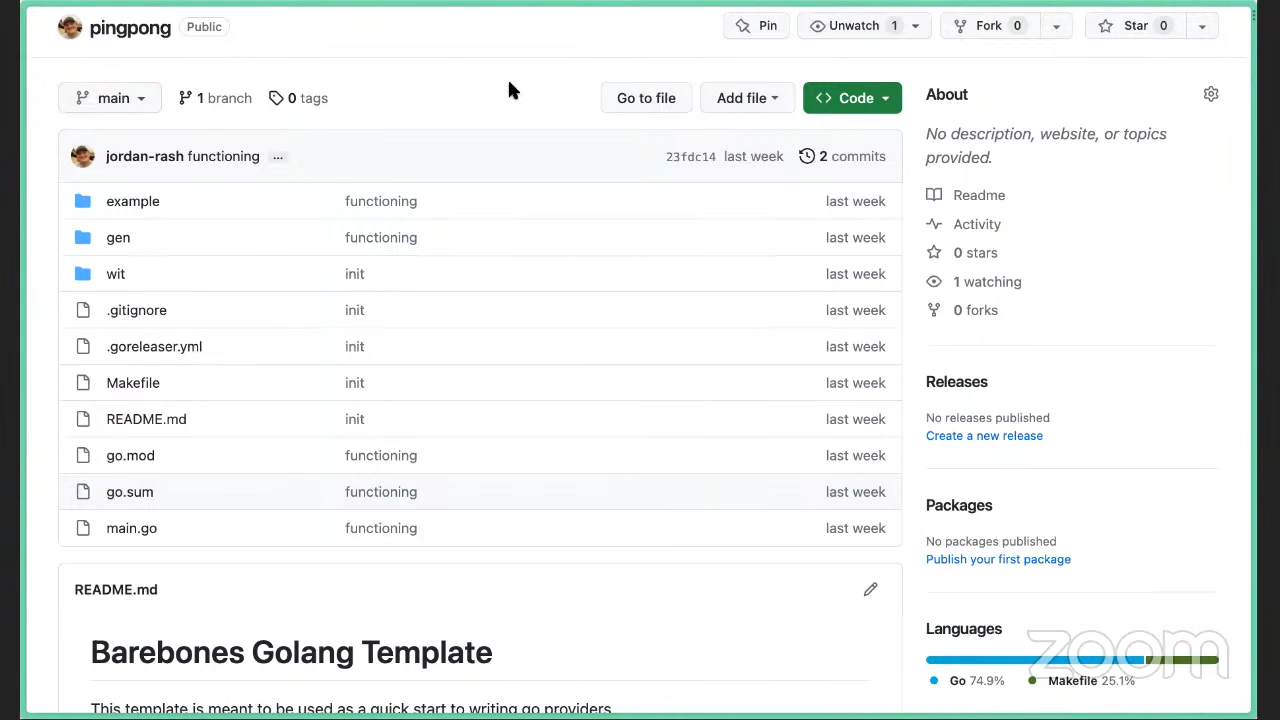 pingpong Public Pin Unwatch 1 Fork 0 Star 0
main 1 branch 0 tags Go to file Add file <> Code
jordan-rash functioning ... 23fdc14 last week 2 commits
example functioning last week
gen functioning last week
wit init last week
.gitignore init last week
.goreleaser.yml init last week
Makefile init last week
README.md init last week
go.mod functioning last week
go.sum functioning last week
main.go functioning last week
README.md
Barebones Golang Template
This template is meant to be used as a quick start to writing go providers
About
No description, website, or topics
provided.
Readme
Activity
0 stars
1 watching
0 forks
Releases
No releases published
Create a new release
Packages
No packages published
Publish your first package
Languages
Go 74.9% Makefile 25.1%
zoom